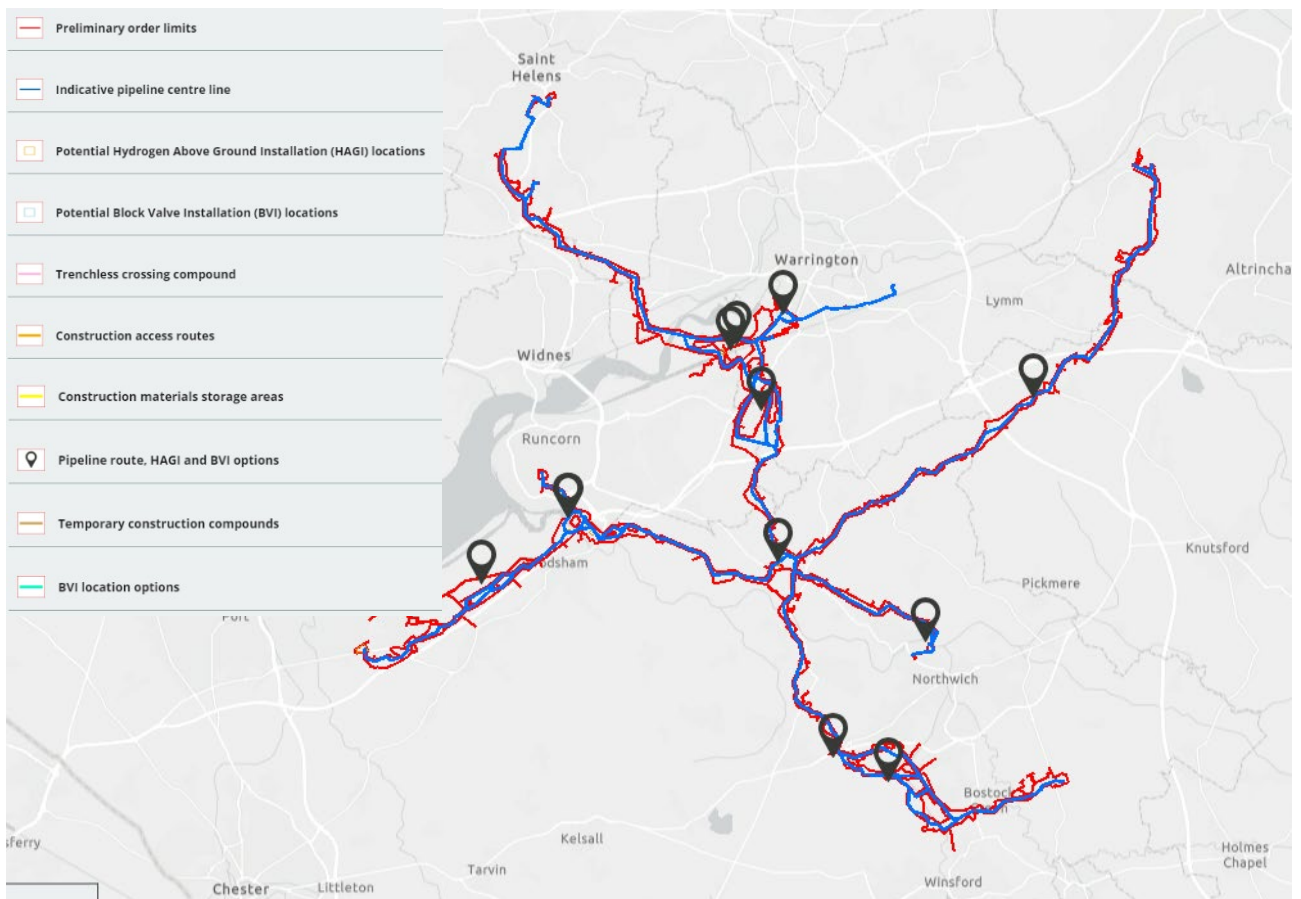 Preliminary order limits
Indicative pipeline centre line
Potential Hydrogen Above Ground Installation (HAGI) locations
Potential Block Valve Installation (BVI) locations
Trenchless crossing compound
Construction access routes
Construction materials storage areas
Pipeline route, HAGI and BVI options
Temporary construction compounds
BVI location options
Saint
Helens
Warrington
Altrincha
Lymm
Widnes
Runcorn
Knutsford
dsham
Pickmere
Port
Northwich
Bostock
Green
Kelsall
sferry
Holmes
Chapel
Tarvin
Winsford
Chester
Littleton